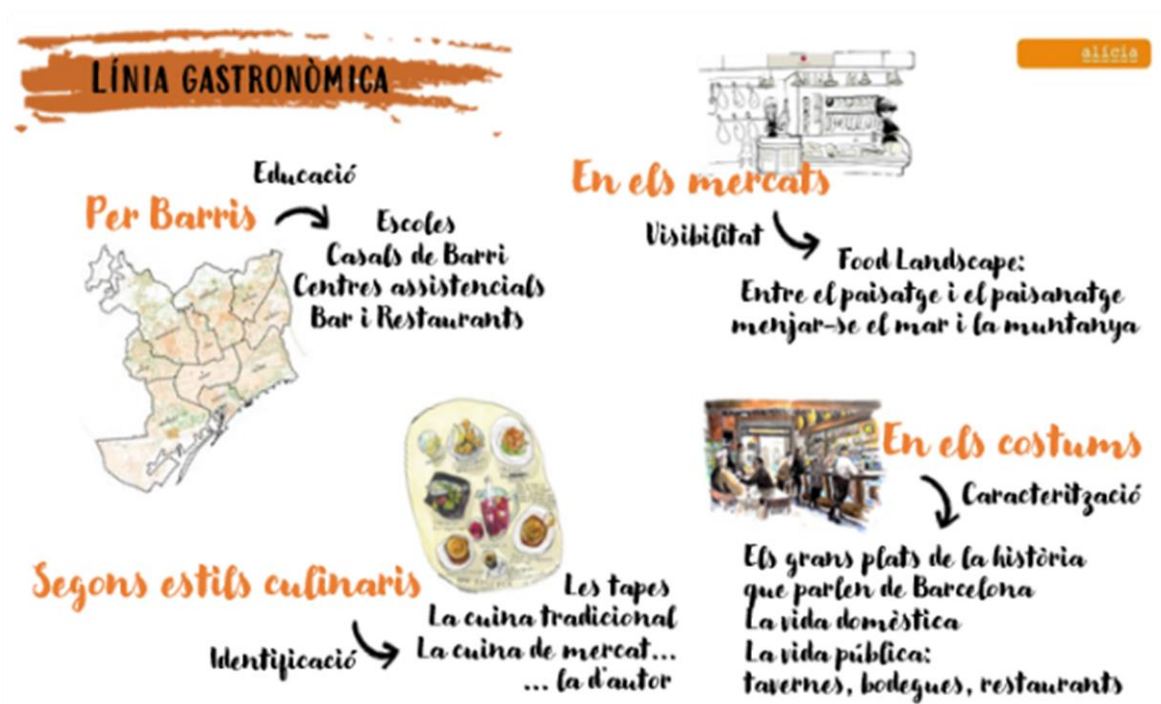 LÍNIA GASTRONÒMICA
alícia
Educació
Per Barris
Escoles
Casals de Barri
Centres assistencials
Bar i Restaurants
En els mercats
Visibilitat
Food Landscape:
Entre el paisatge i el paisanatge
menjar-se el mar i la muntanya
Segons estils culinaris
Identificació
Les tapes
La cuina tradicional
La cuina de mercat...
... la d'autor
En els costums
Caracterització
Els grans plats de la història
que parlen de Barcelona
La vida domèstica
La vida pública:
tavernes, bodegues, restaurants